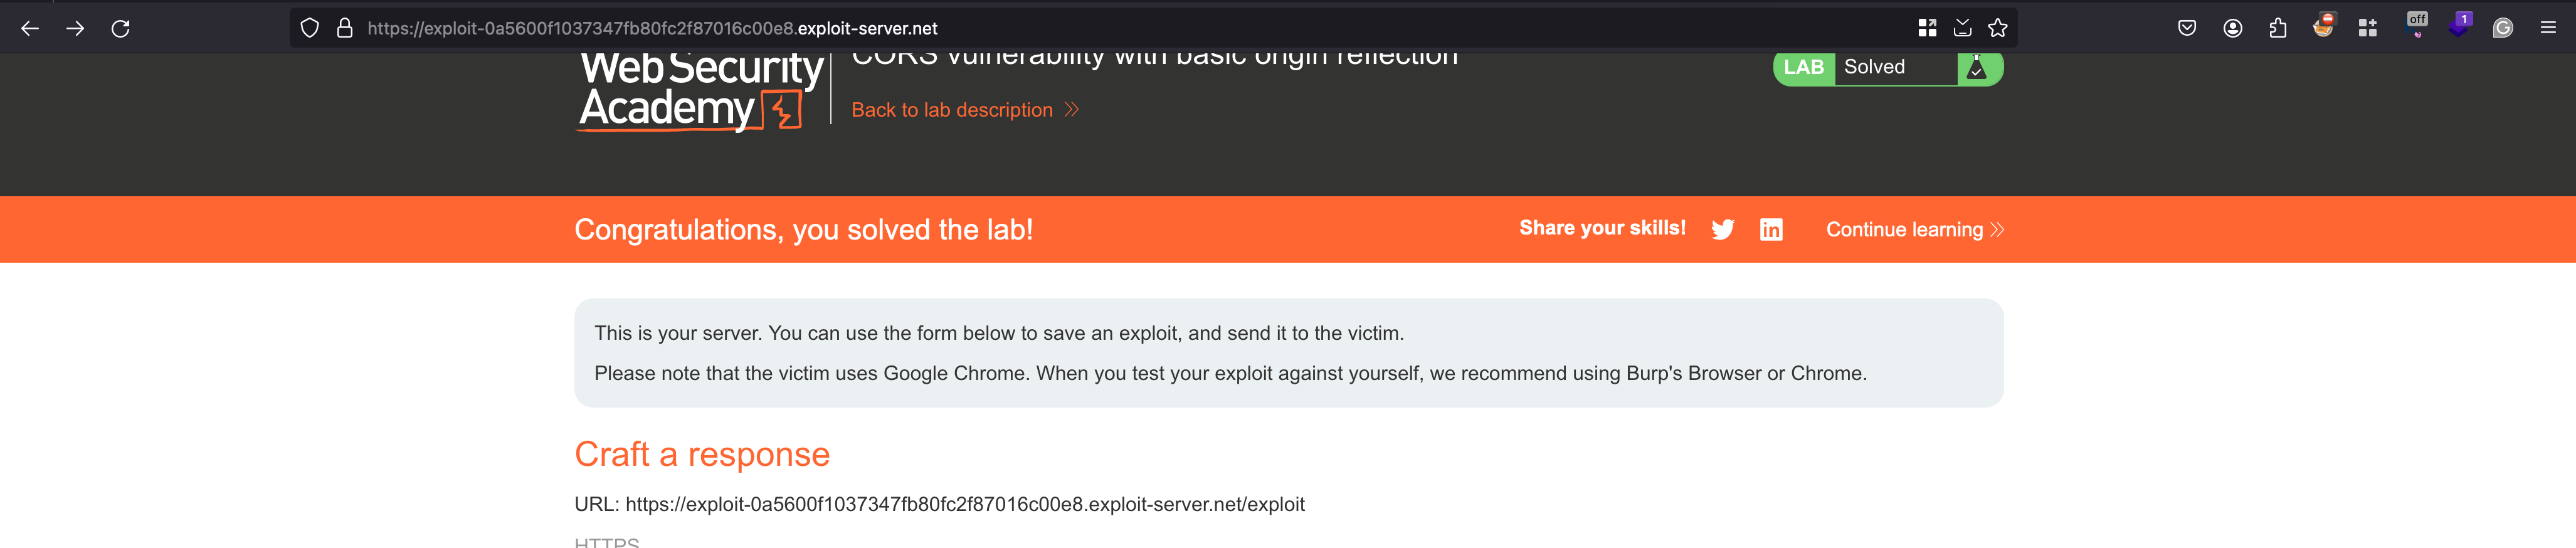 https://exploit-0a5600f1037347fb80fc2f87016c00e8.exploit-server.net
off
1
Web Security
Academy
CORS vulnerability with basic origin reflection
Back to lab description
LAB Solved
Congratulations, you solved the lab!
Share your skills!
Continue learning
This is your server. You can use the form below to save an exploit, and send it to the victim.
Please note that the victim uses Google Chrome. When you test your exploit against yourself, we recommend using Burp's Browser or Chrome.
Craft a response
URL: https://exploit-0a5600f1037347fb80fc2f87016c00e8.exploit-server.net/exploit
HTTPS